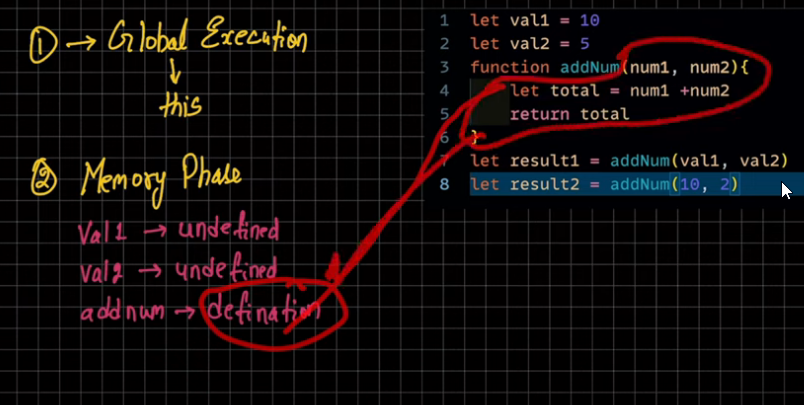 ① → Global Execution
↓
this
② Memory Phase
Val1 → undefined
val2 → undefined
addnum → defination
1 let val1 = 10
2 let val2 = 5
3 function addNum(num1, num2){
4 let total = num1 +num2
5 return total
6 }
7 let result1 = addNum(val1, val2)
8 let result2 = addNum(10, 2)